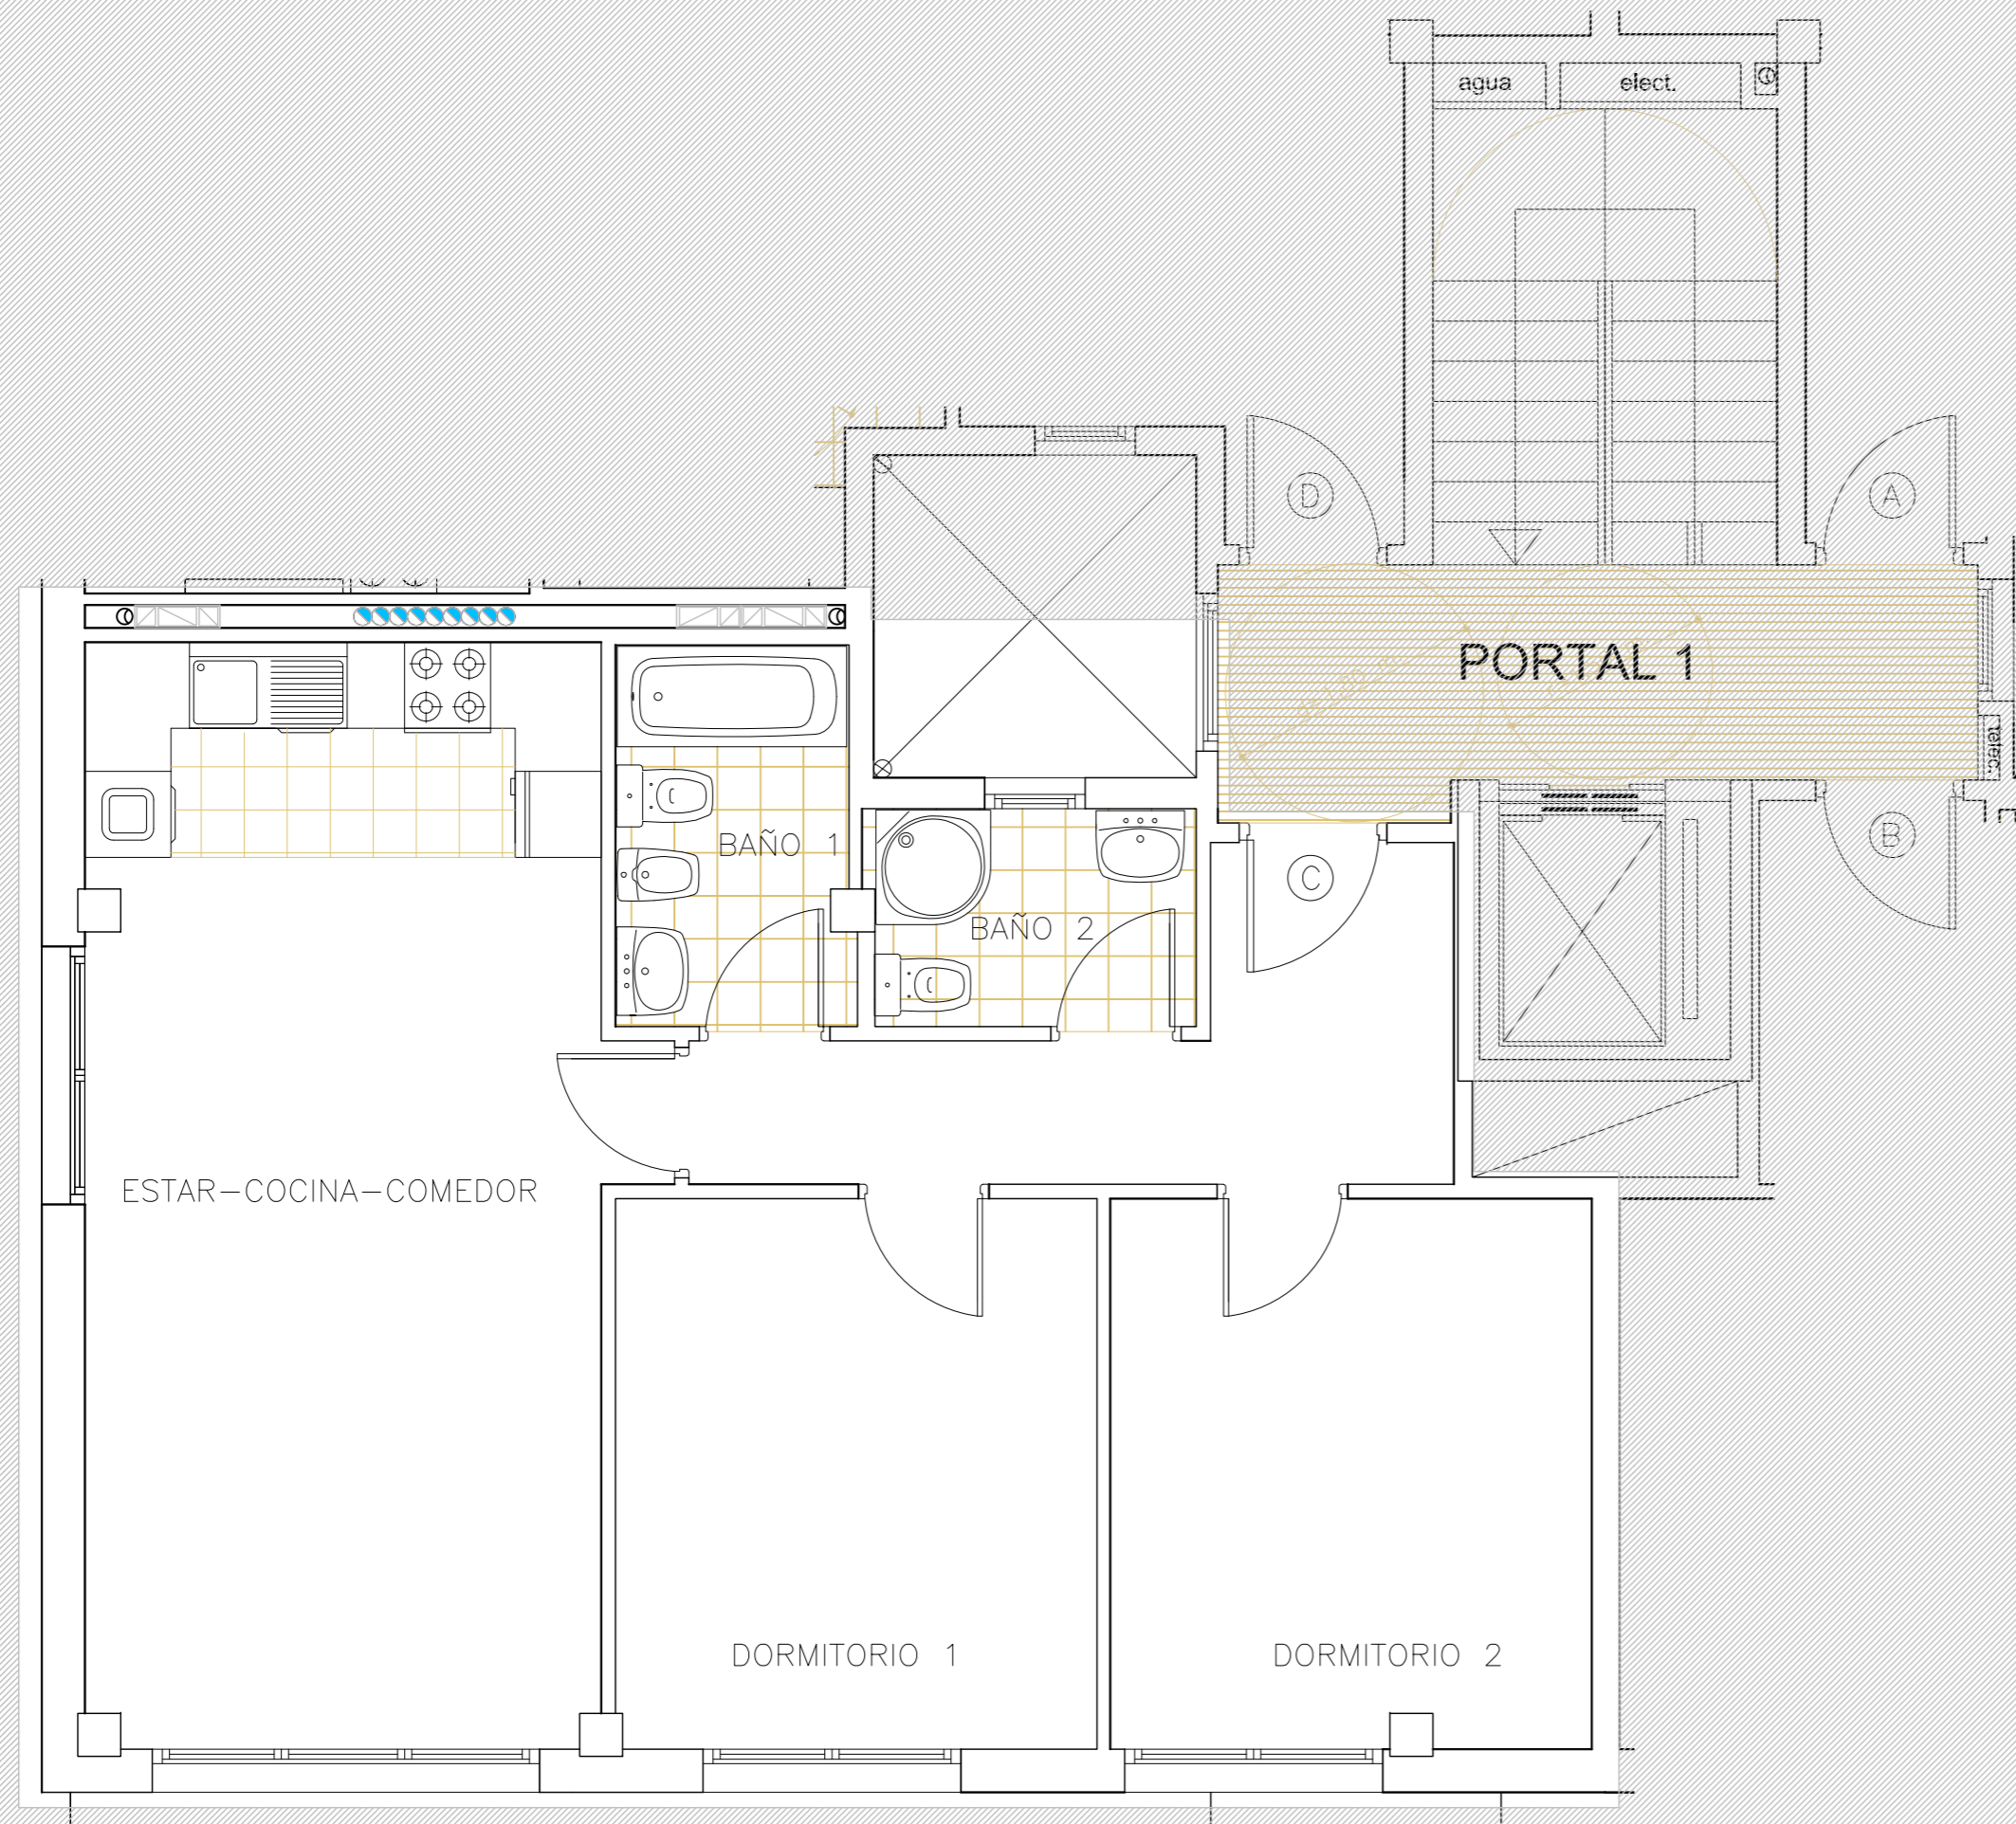 agua
elect.
D
A
PORTAL 1
telec.
BAÑO 1
B
C
BAÑO 2
ESTAR-COCINA-COMEDOR
DORMITORIO 1
DORMITORIO 2